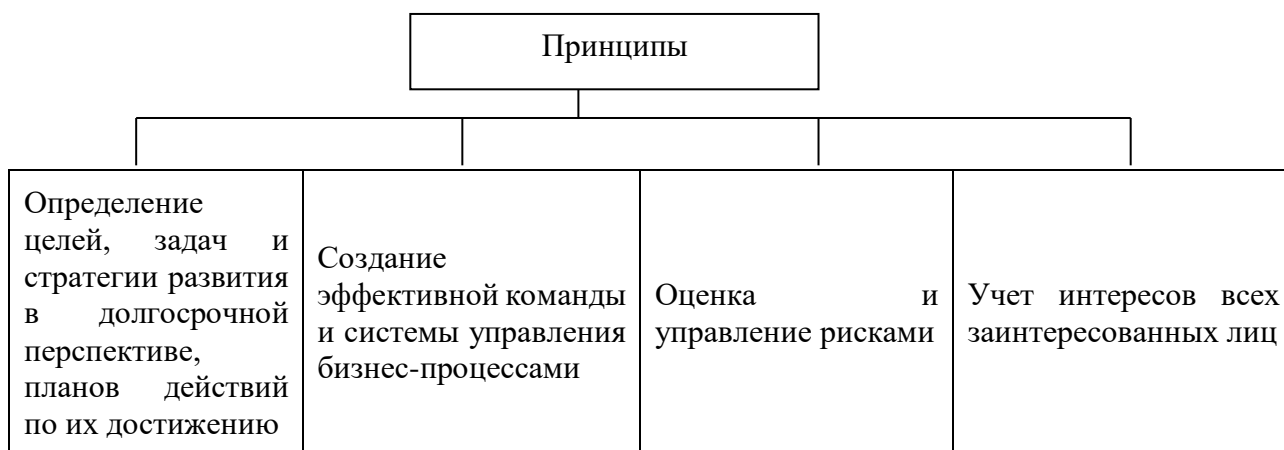 Принципы
Определение
целей, задач и
стратегии развития
в долгосрочной
перспективе,
планов действий
по их достижению
Создание
эффективной команды
и системы управления
бизнес-процессами
Оценка и
управление рисками
Учет интересов всех
заинтересованных лиц